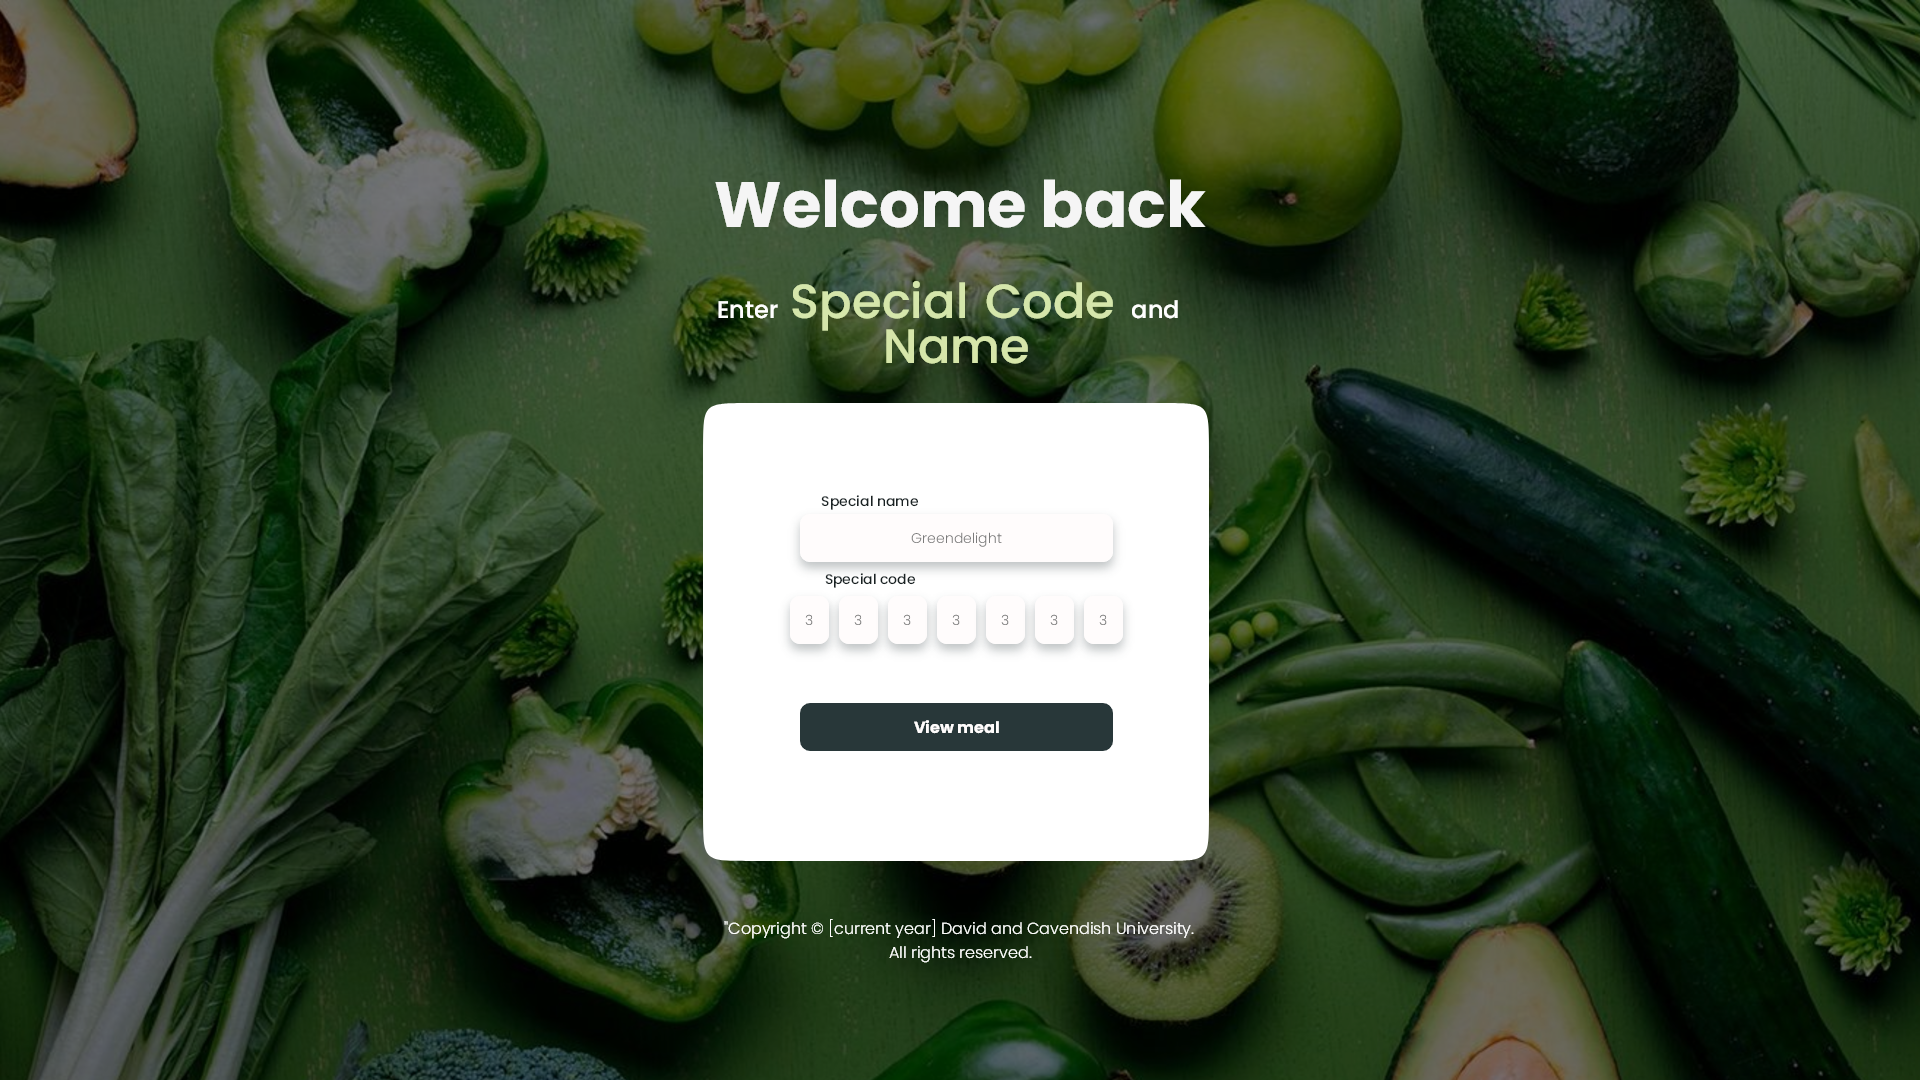 Welcome back
Enter Special Code and
Name
Special name
Greendelight
Special code
3 3 3 3 3 3 3
View meal
"Copyright © [current year] David and Cavendish University.
All rights reserved.